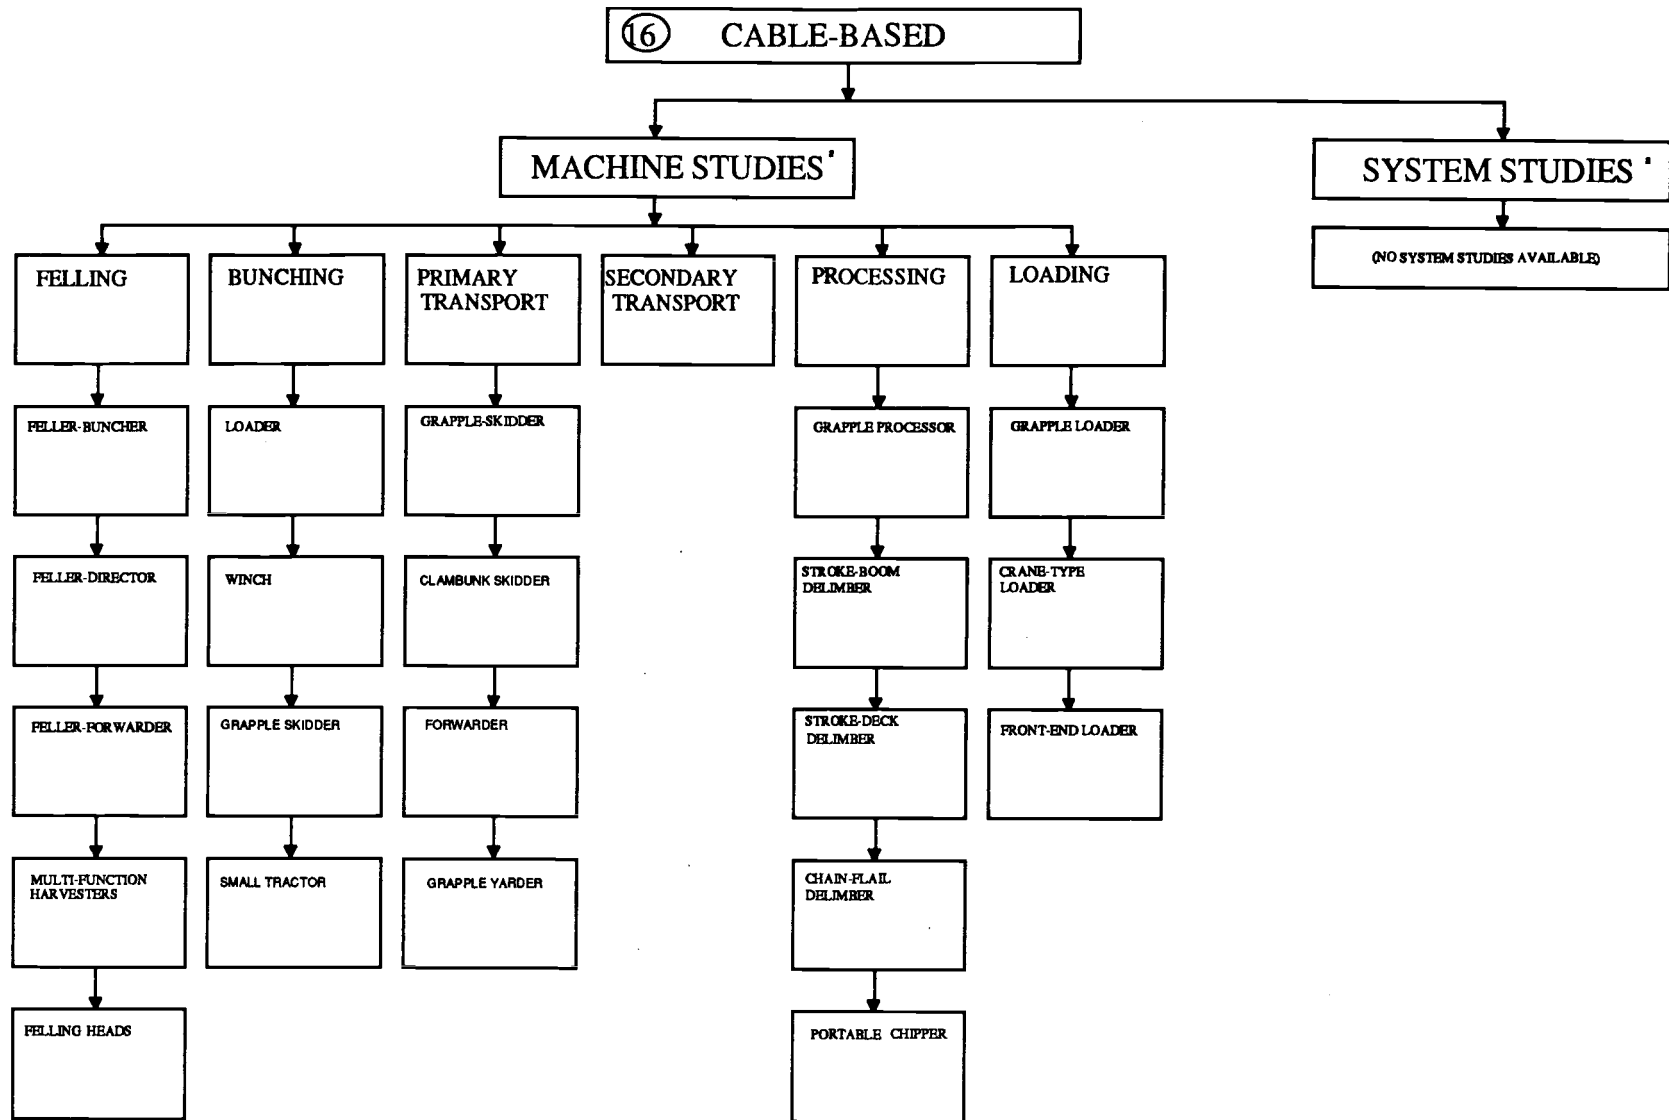 16 CABLE-BASED
MACHINE STUDIES
SYSTEM STUDIES
(NO SYSTEM STUDIES AVAILABLE)
FELLING
BUNCHING
PRIMARY
TRANSPORT
SECONDARY
TRANSPORT
PROCESSING
LOADING
FELLER-BUNCHER
LOADER
GRAPPLE-SKIDDER
GRAPPLE PROCESSOR
GRAPPLE LOADER
FELLER-DIRECTOR
WINCH
CLAMBUNK SKIDDER
STROKE-BOOM
DELIMBER
CRANE-TYPE
LOADER
FELLER-FORWARDER
GRAPPLE SKIDDER
FORWARDER
STROKE-DECK
DELIMBER
FRONT-END LOADER
MULTI-FUNCTION
HARVESTERS
SMALL TRACTOR
GRAPPLE YARDER
CHAIN-FLAIL
DELIMBER
FELLING HEADS
PORTABLE CHIPPER